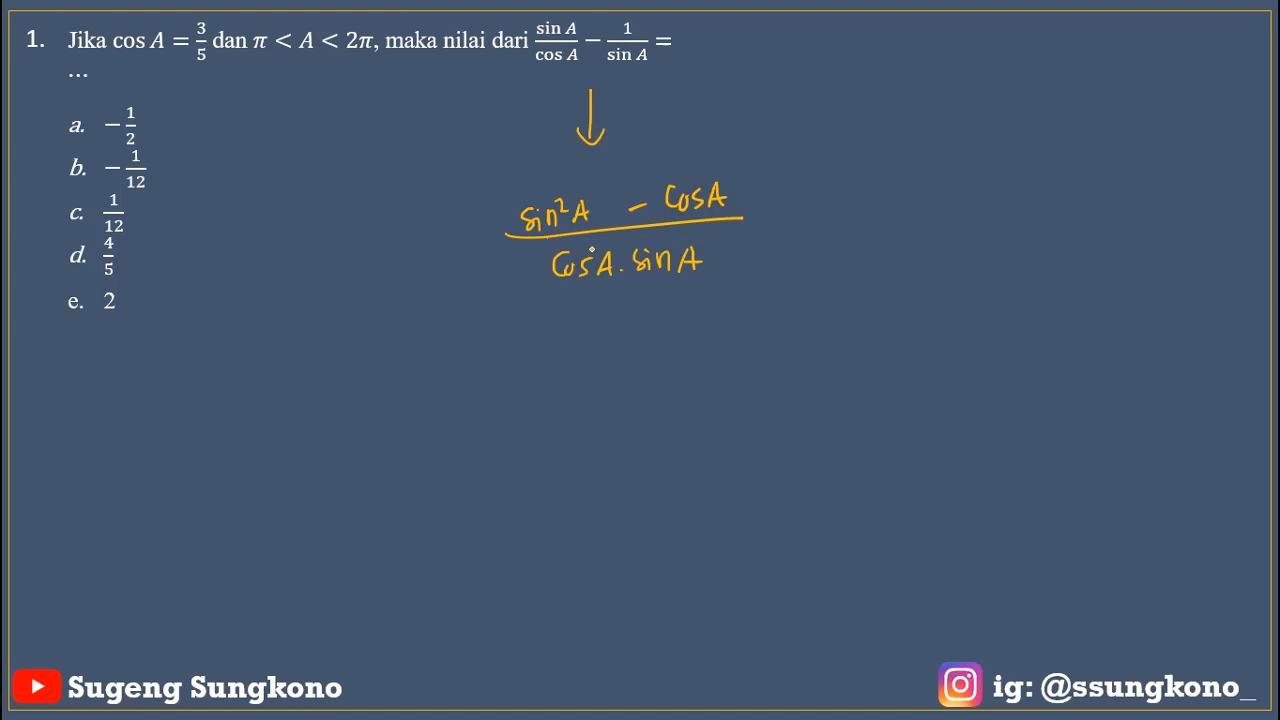 1. Jika cos A = 3/5 dan π < A < 2π, maka nilai dari sin A/cos A − 1/sin A =
...
a. −1/2
b. −1/12
c. 1/12
d. 4/5
e. 2
sin²A − cosA
cosA . sin A
Sugeng Sungkono
ig: @ssungkono_